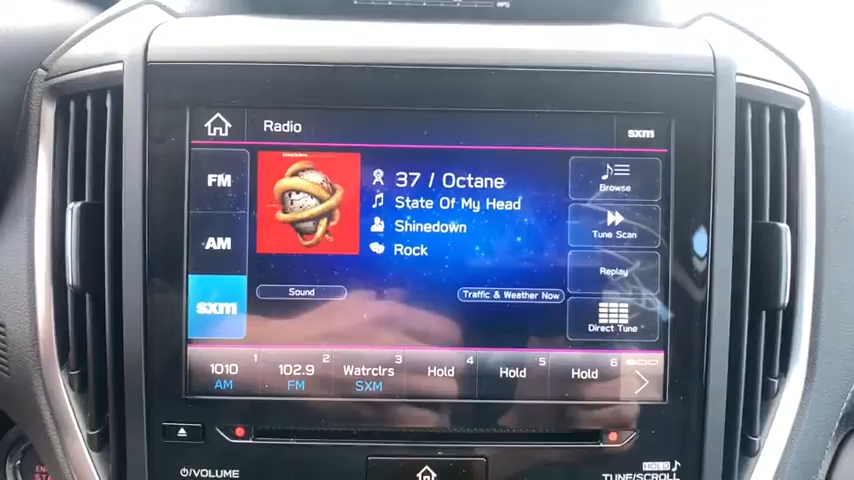 Radio
sxm
FM
AM
sxm
37 / Octane
State Of My Head
Shinedown
Rock
Browse
Tune Scan
Replay
Direct Tune
Sound
Traffic & Weather Now
1010 1
AM
102.9 2
FM
Watrclrs 3
SXM
Hold 4
Hold 5
Hold 6
VOLUME
HOLD
TUNE/SCROLL